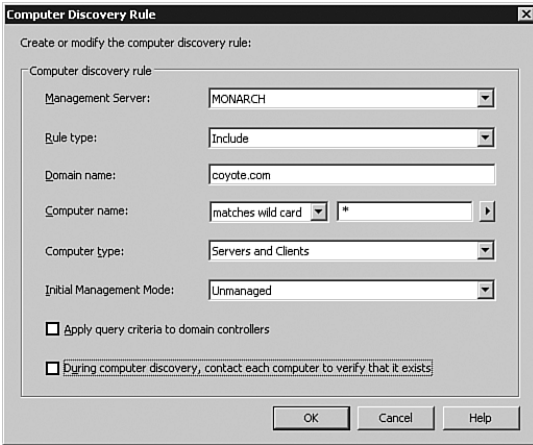 Computer Discovery Rule
Create or modify the computer discovery rule:
Computer discovery rule
Management Server: MONARCH
Rule type: Include
Domain name: coyote.com
Computer name: matches wild card *
Computer type: Servers and Clients
Initial Management Mode: Unmanaged
Apply query criteria to domain controllers
During computer discovery, contact each computer to verify that it exists
OK Cancel Help